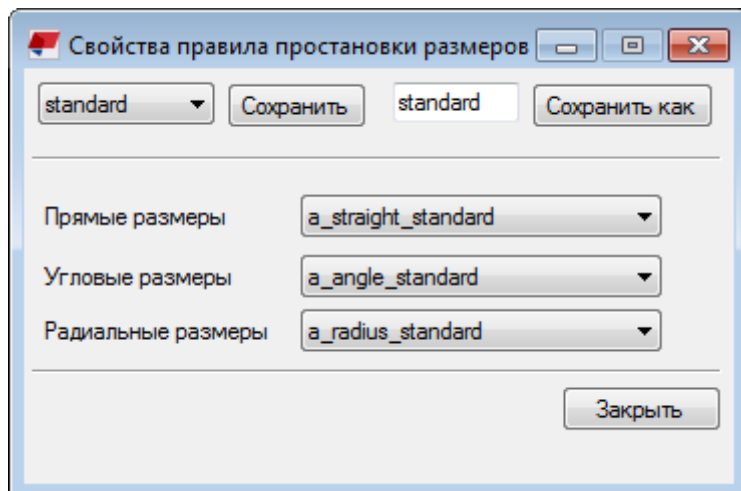 Свойства правила простановки размеров
standard Сохранить standard Сохранить как
Прямые размеры a_straight_standard
Угловые размеры a_angle_standard
Радиальные размеры a_radius_standard
Закрыть